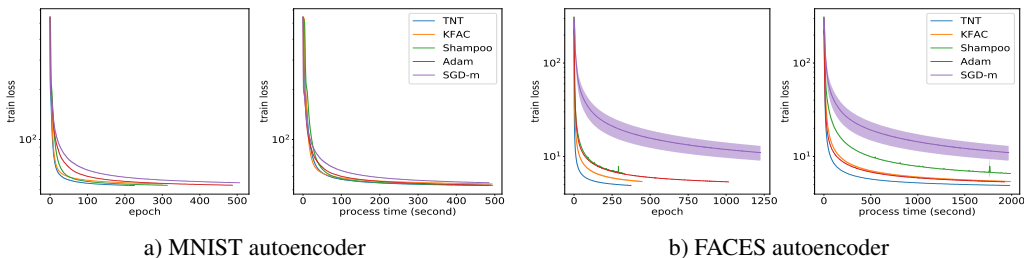 train loss
10²
0 100 200 300 400 500
epoch
train loss
10²
0 100 200 300 400 500
process time (second)
TNT
KFAC
Shampoo
Adam
SGD-m
a) MNIST autoencoder
train loss
10²
10¹
0 250 500 750 1000 1250
epoch
train loss
10²
10¹
0 500 1000 1500 2000
process time (second)
TNT
KFAC
Shampoo
Adam
SGD-m
b) FACES autoencoder